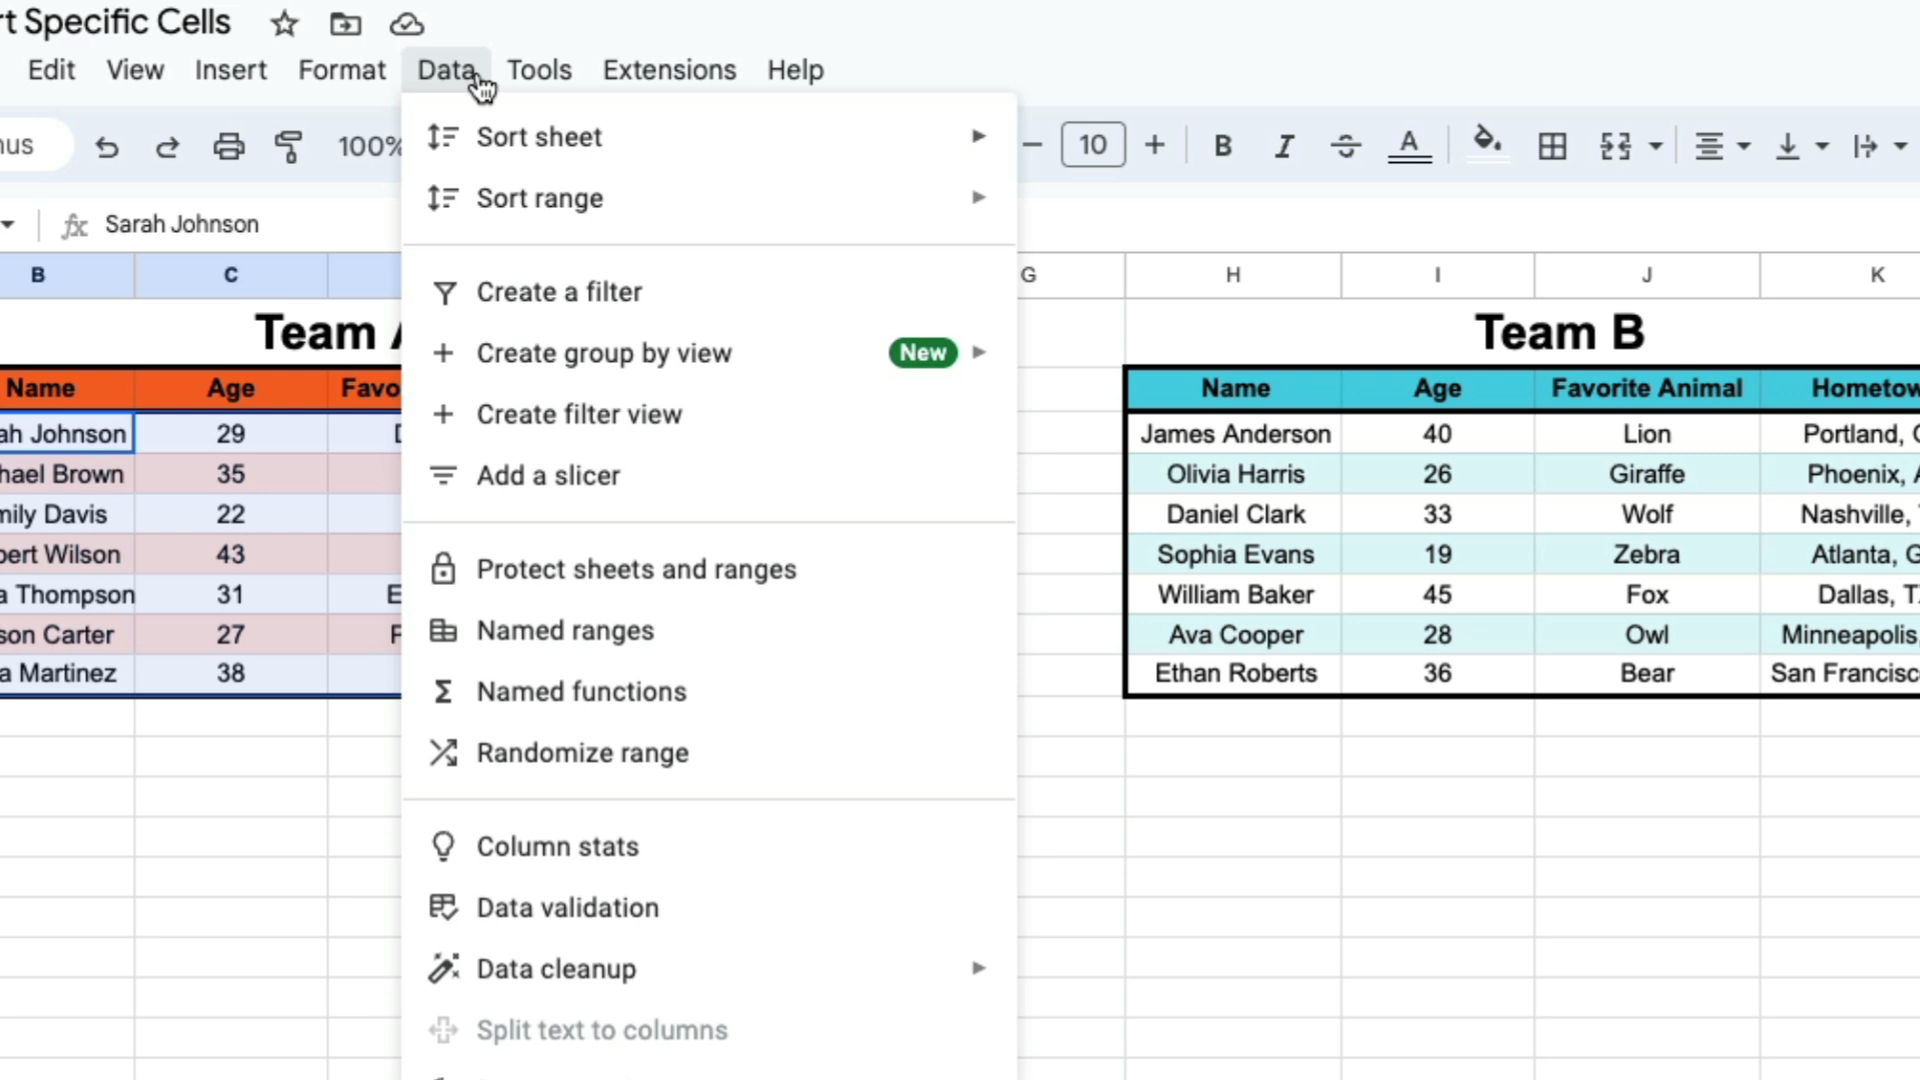 rt Specific Cells
Edit View Insert Format Data Tools Extensions Help
nus 100% 10 B I A
Sort sheet
Sort range
fx Sarah Johnson
B C G H I J K
Create a filter
Team A
Team B
Create group by view New
Name Age Favo
Name Age Favorite Animal Hometow
Create filter view
ah Johnson 29
James Anderson 40 Lion Portland, O
hael Brown 35
Olivia Harris 26 Giraffe Phoenix, A
Add a slicer
mily Davis 22
Daniel Clark 33 Wolf Nashville, T
bert Wilson 43
Sophia Evans 19 Zebra Atlanta, G
Protect sheets and ranges
a Thompson 31 E
William Baker 45 Fox Dallas, T
Named ranges
son Carter 27
Ava Cooper 28 Owl Minneapolis,
a Martinez 38
Ethan Roberts 36 Bear San Francisc
Named functions
Randomize range
Column stats
Data validation
Data cleanup
Split text to columns